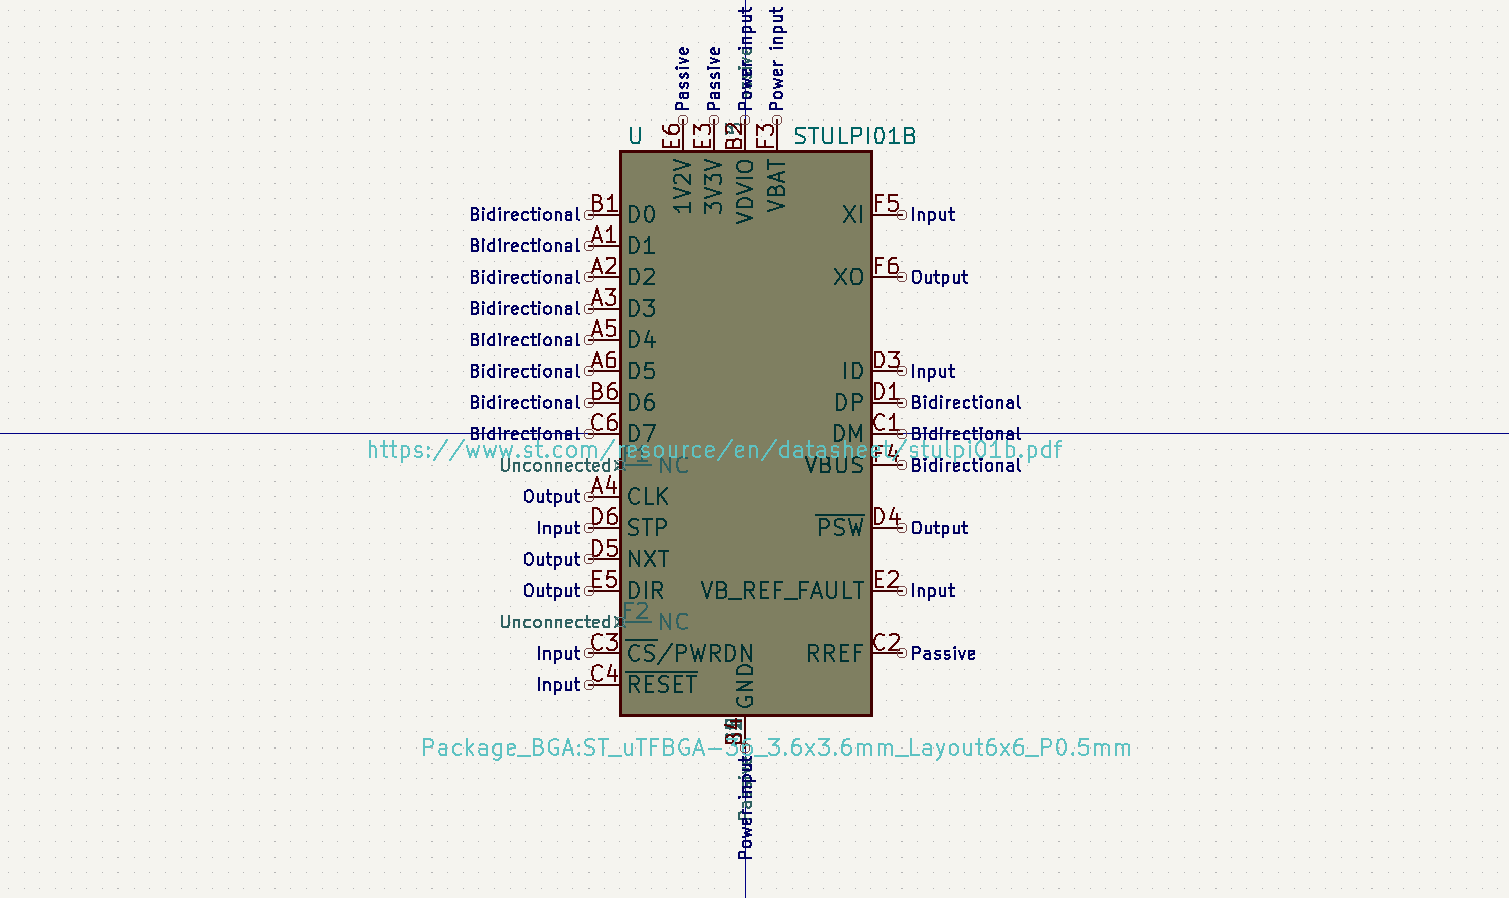 Passive
Passive
Power input
Power input
E6
E3
B2
F3
U
STULPI01B
1V2V
3V3V
VDVIO
VBAT
Bidirectional B1 D0
XI F5 Input
Bidirectional A1 D1
Bidirectional A2 D2
XO F6 Output
Bidirectional A3 D3
Bidirectional A5 D4
Bidirectional A6 D5
ID D3 Input
Bidirectional B6 D6
DP D1 Bidirectional
Bidirectional C6 D7
DM C1 Bidirectional
https://www.st.com/resource/en/datasheet/stulpi01b.pdf
Unconnected NC
VBUS F4 Bidirectional
Output A4 CLK
Input D6 STP
PSW D4 Output
Output D5 NXT
Output E5 DIR
VB_REF_FAULT E2 Input
Unconnected F2 NC
Input C3 CS/PWRDN
RREF C2 Passive
Input C4 RESET
GND
Package_BGA:ST_uTFBGA-36_3.6x3.6mm_Layout6x6_P0.5mm
Power input